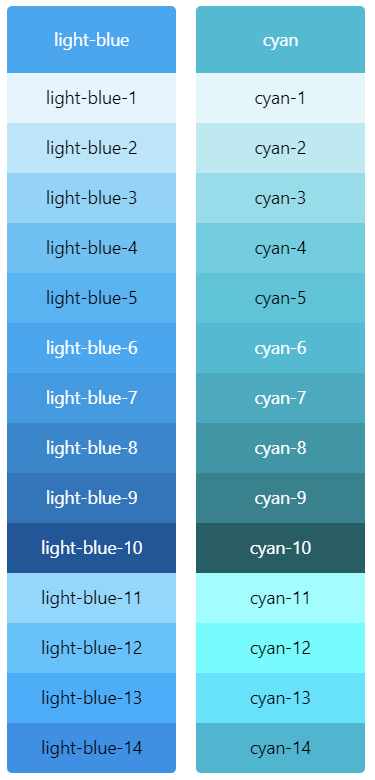 light-blue
light-blue-1
light-blue-2
light-blue-3
light-blue-4
light-blue-5
light-blue-6
light-blue-7
light-blue-8
light-blue-9
light-blue-10
light-blue-11
light-blue-12
light-blue-13
light-blue-14
cyan
cyan-1
cyan-2
cyan-3
cyan-4
cyan-5
cyan-6
cyan-7
cyan-8
cyan-9
cyan-10
cyan-11
cyan-12
cyan-13
cyan-14